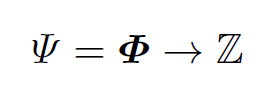 𝛹 = 𝜱 → ℤ